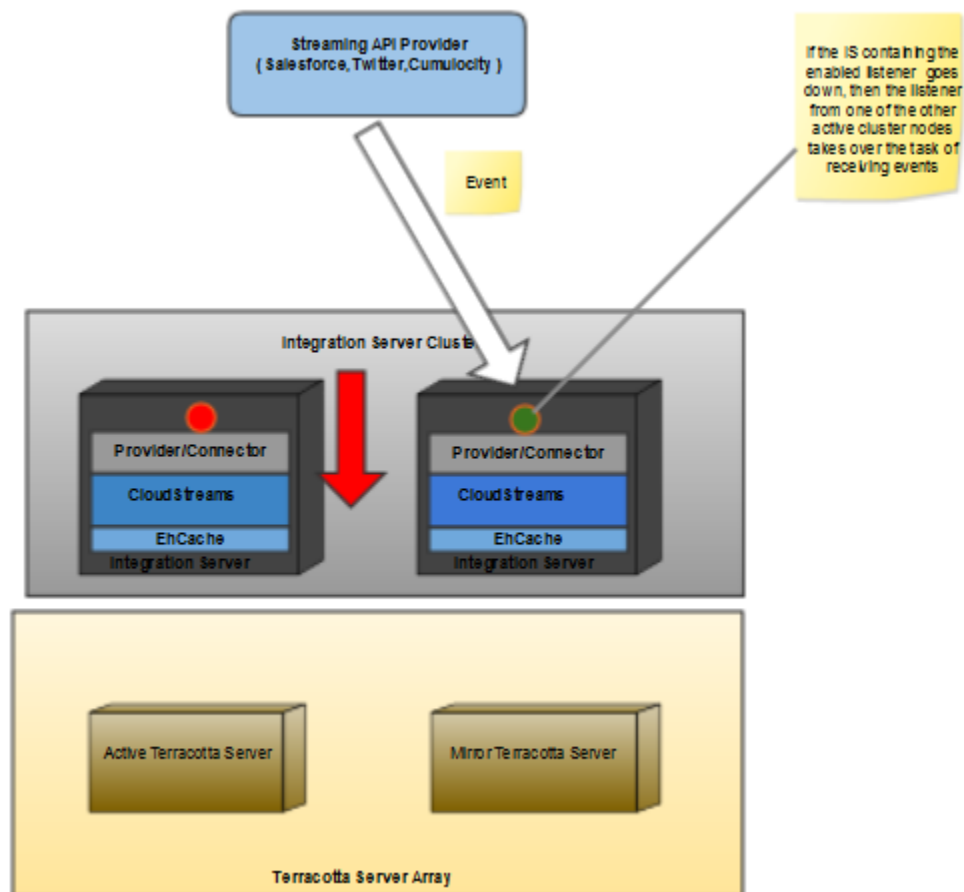 Streaming API Provider
( Salesforce,Twitter,Cumulocity )
If the IS containing the
enabled listener goes
down, then the listener
from one of the other
active cluster nodes
takes over the task of
receiving events
Event
Integration Server Cluste
Provider/Connector
CloudStreams
EhCache
Integration Server
Provider/Connector
CloudStreams
EhCache
Integration Server
Active Terracotta Server
Mirror Terracotta Server
Terracotta Server Array